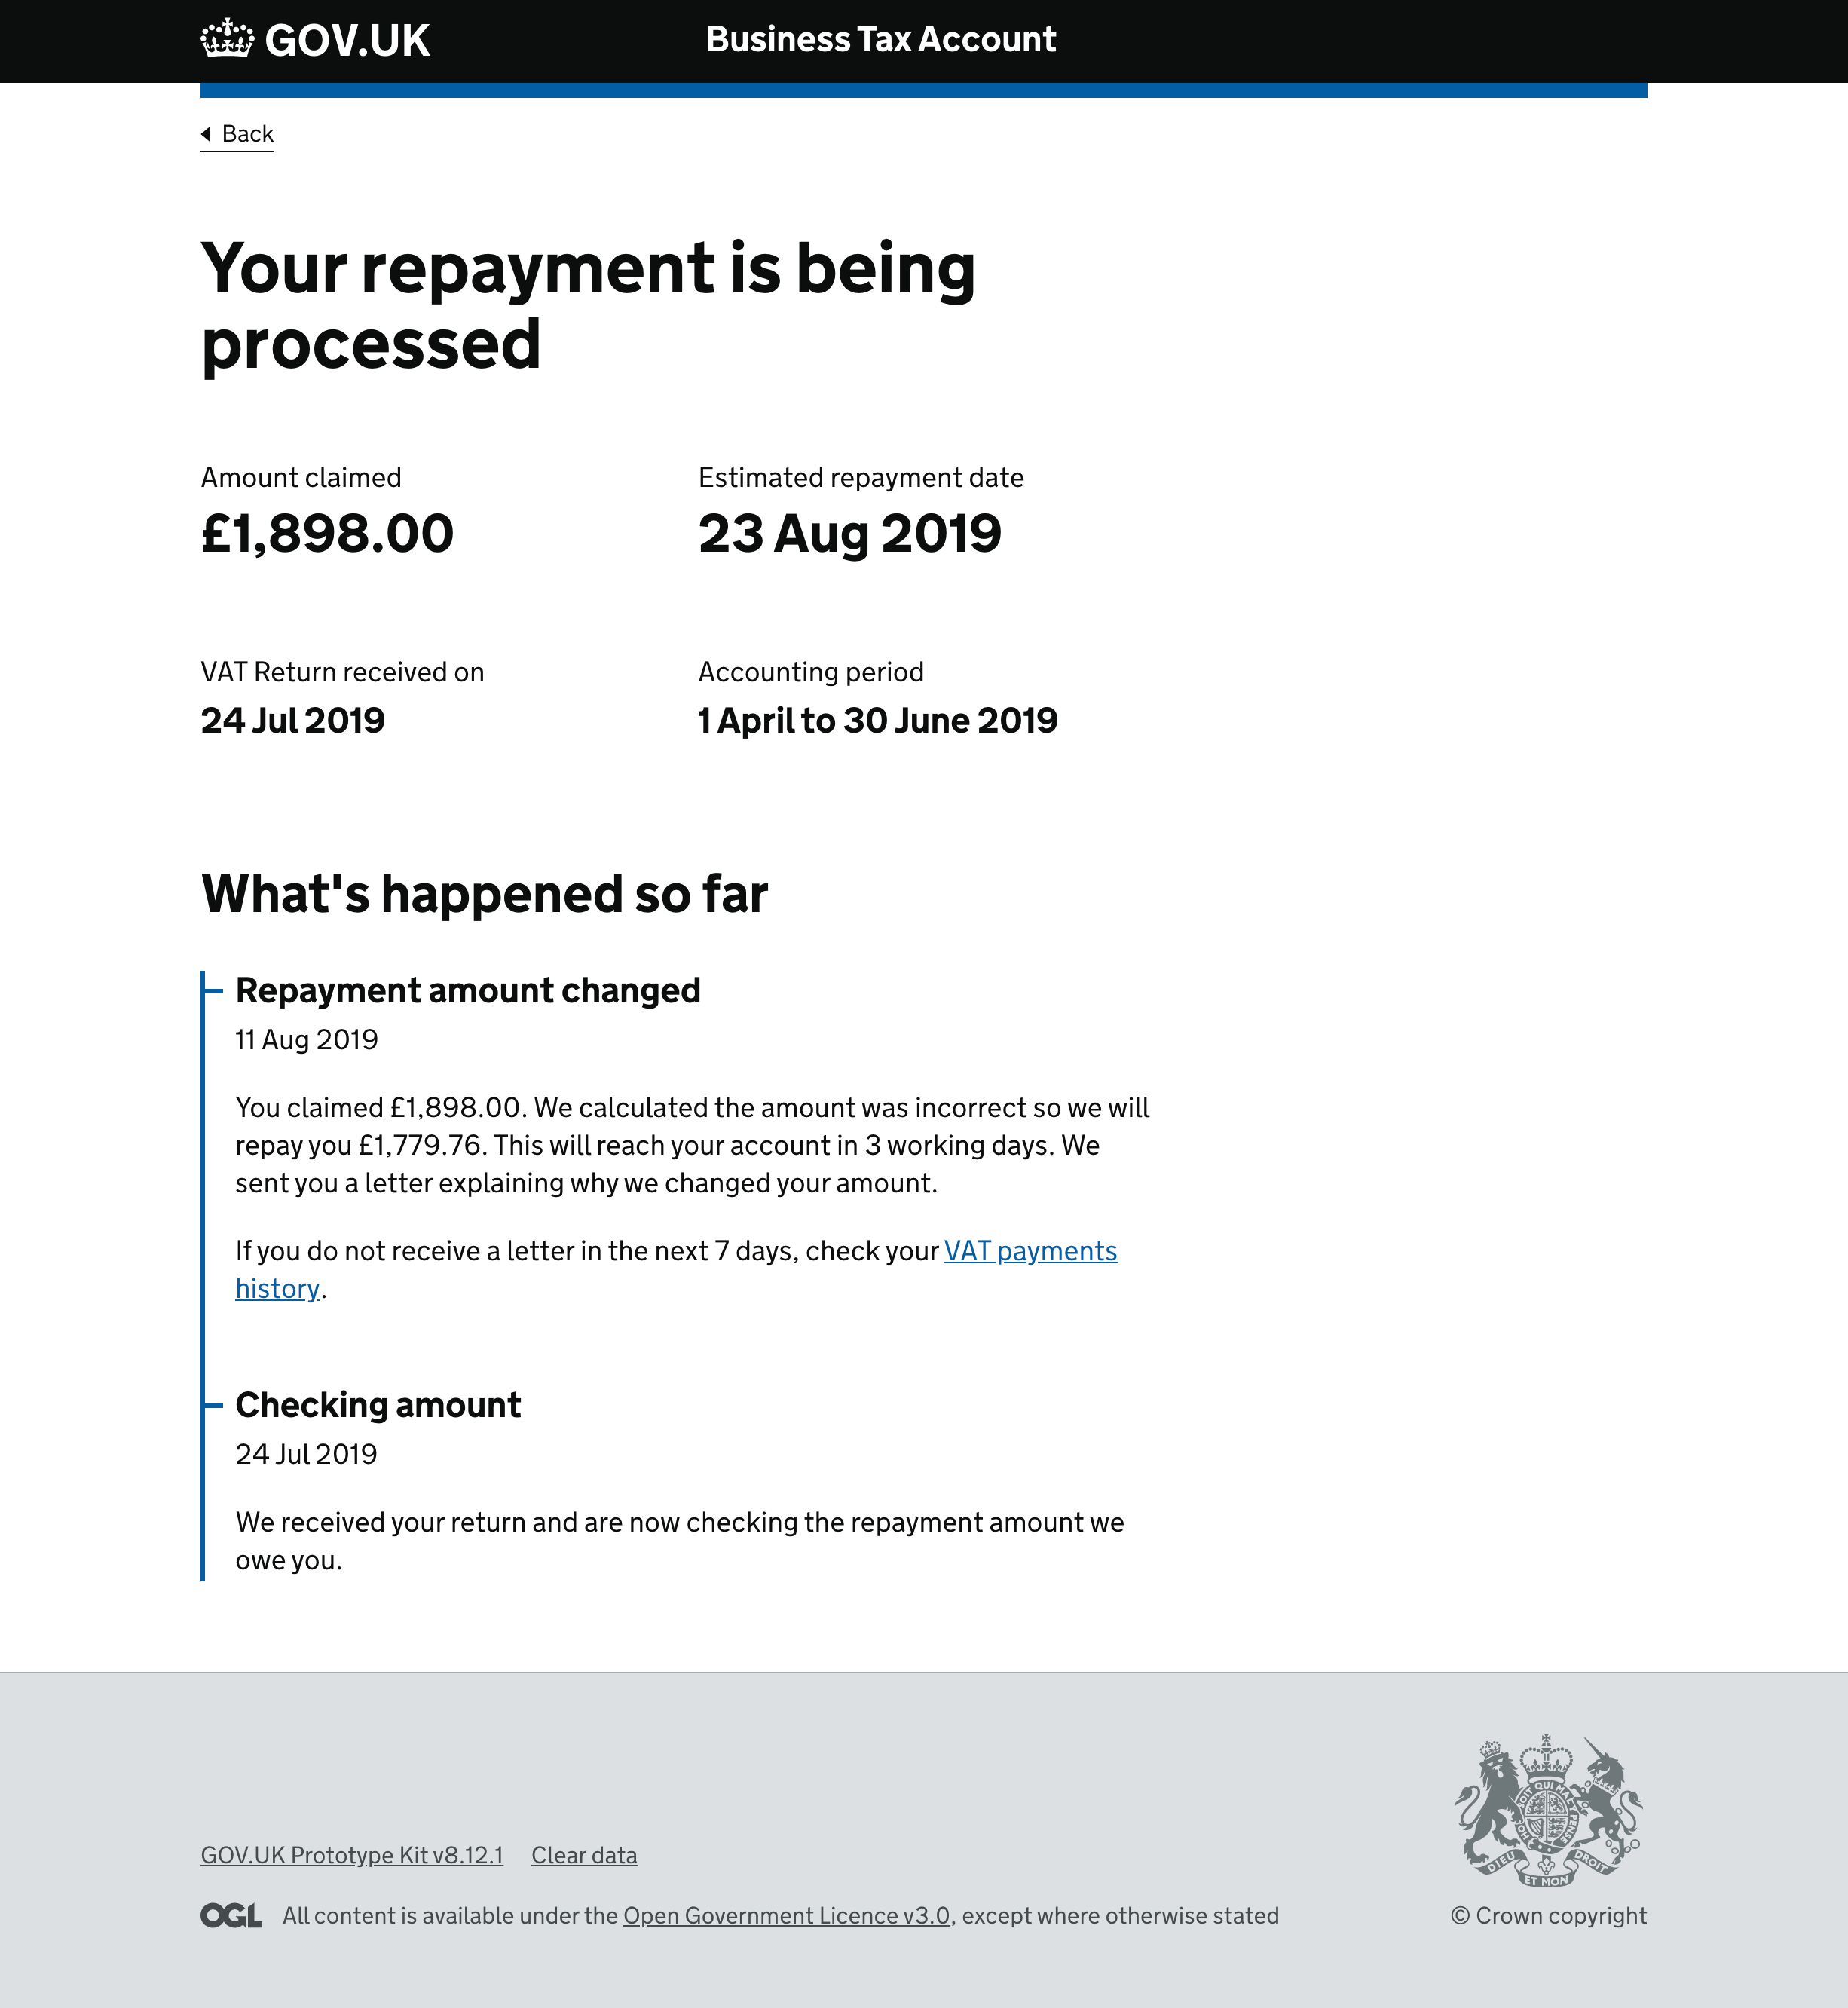 GOV.UK
Business Tax Account
Back
Your repayment is being
processed
Amount claimed
£1,898.00
Estimated repayment date
23 Aug 2019
VAT Return received on
24 Jul 2019
Accounting period
1 April to 30 June 2019
What's happened so far
Repayment amount changed
11 Aug 2019
You claimed £1,898.00. We calculated the amount was incorrect so we will
repay you £1,779.76. This will reach your account in 3 working days. We
sent you a letter explaining why we changed your amount.
If you do not receive a letter in the next 7 days, check your VAT payments
history.
Checking amount
24 Jul 2019
We received your return and are now checking the repayment amount we
owe you.
GOV.UK Prototype Kit v8.12.1 Clear data
OGL All content is available under the Open Government Licence v3.0, except where otherwise stated
SOIT QUI MAL
PENSE
HONI
DIEU
ET MON
DROIT
© Crown copyright